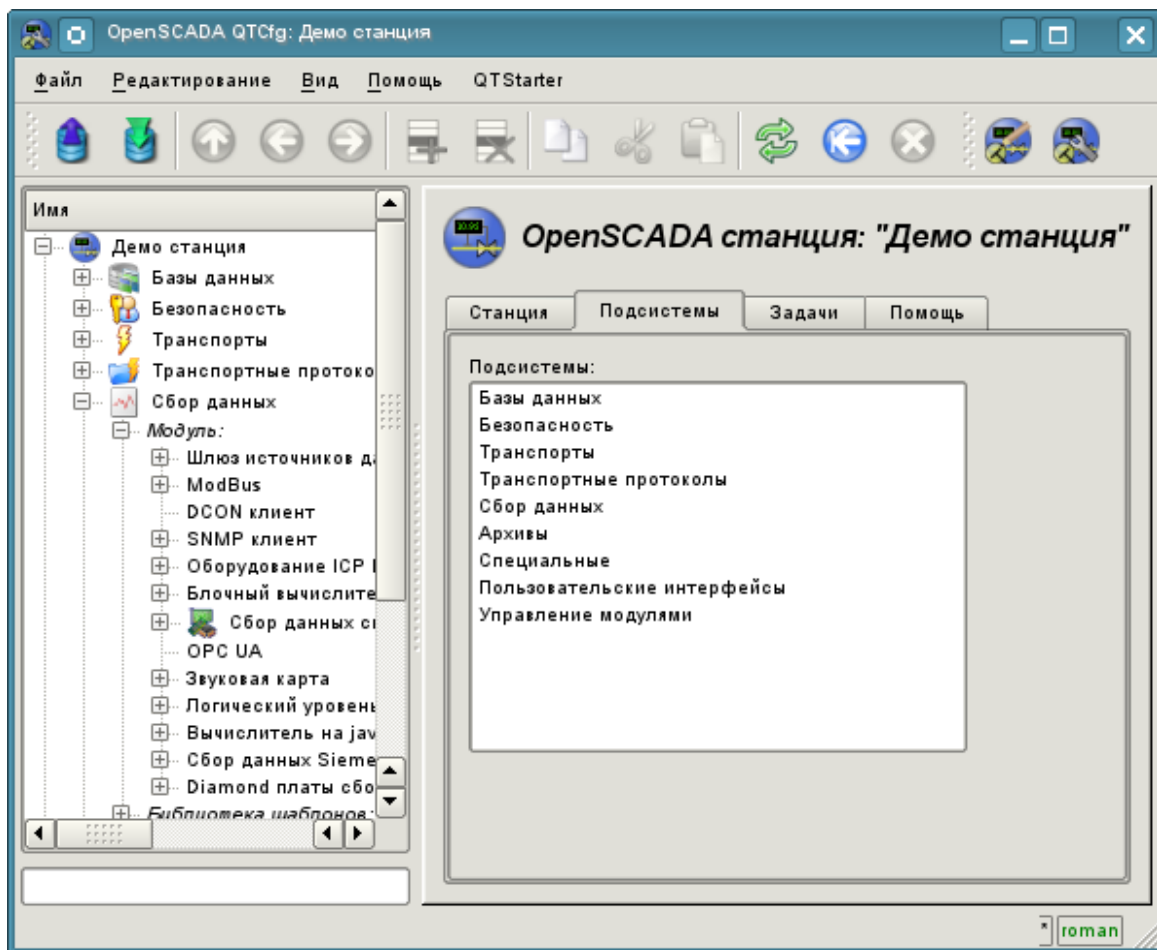 OpenSCADA QTCfg: Демо станция
Файл Редактирование Вид Помощь QTStarter
Имя
Демо станция
Базы данных
Безопасность
Транспорты
Транспортные протоко
Сбор данных
Модуль:
Шлюз источников д
ModBus
DCON клиент
SNMP клиент
Оборудование ICP
Блочный вычислите
Сбор данных
OPC UA
Звуковая карта
Логический уровень
Вычислитель на jav
Сбор данных Sieme
Diamond платы сбо
Библиотека шаблонов:
OpenSCADA станция: "Демо станция"
Станция Подсистемы Задачи Помощь
Подсистемы:
Базы данных
Безопасность
Транспорты
Транспортные протоколы
Сбор данных
Архивы
Специальные
Пользовательские интерфейсы
Управление модулями
* roman